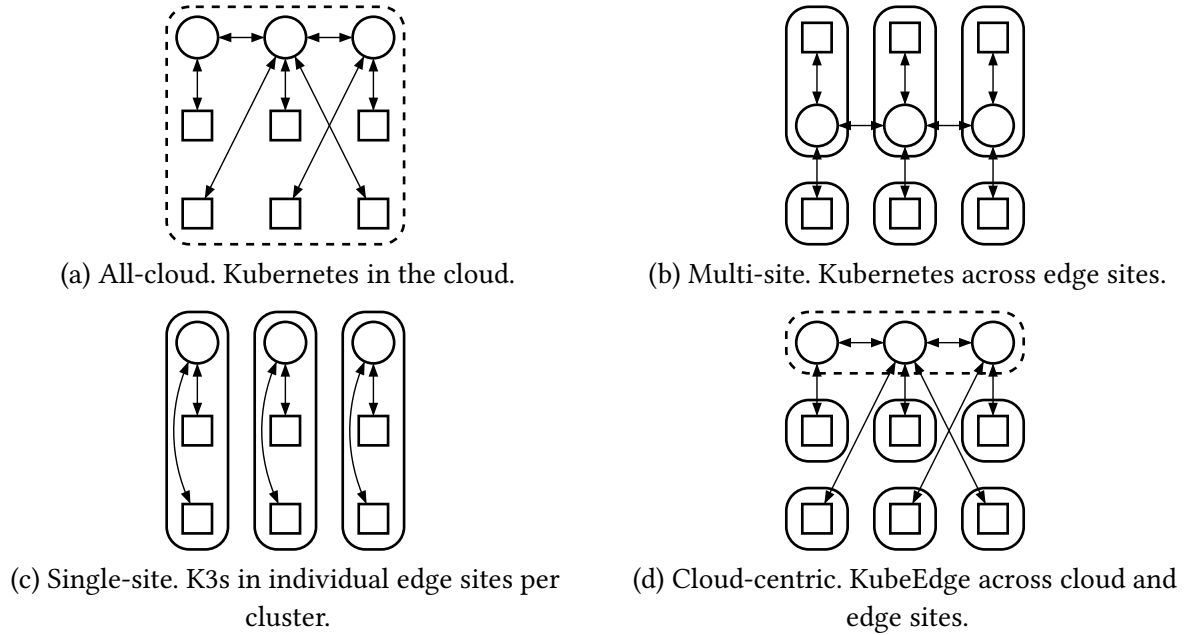 (a) All-cloud. Kubernetes in the cloud.
(b) Multi-site. Kubernetes across edge sites.
(c) Single-site. K3s in individual edge sites per
cluster.
(d) Cloud-centric. KubeEdge across cloud and
edge sites.